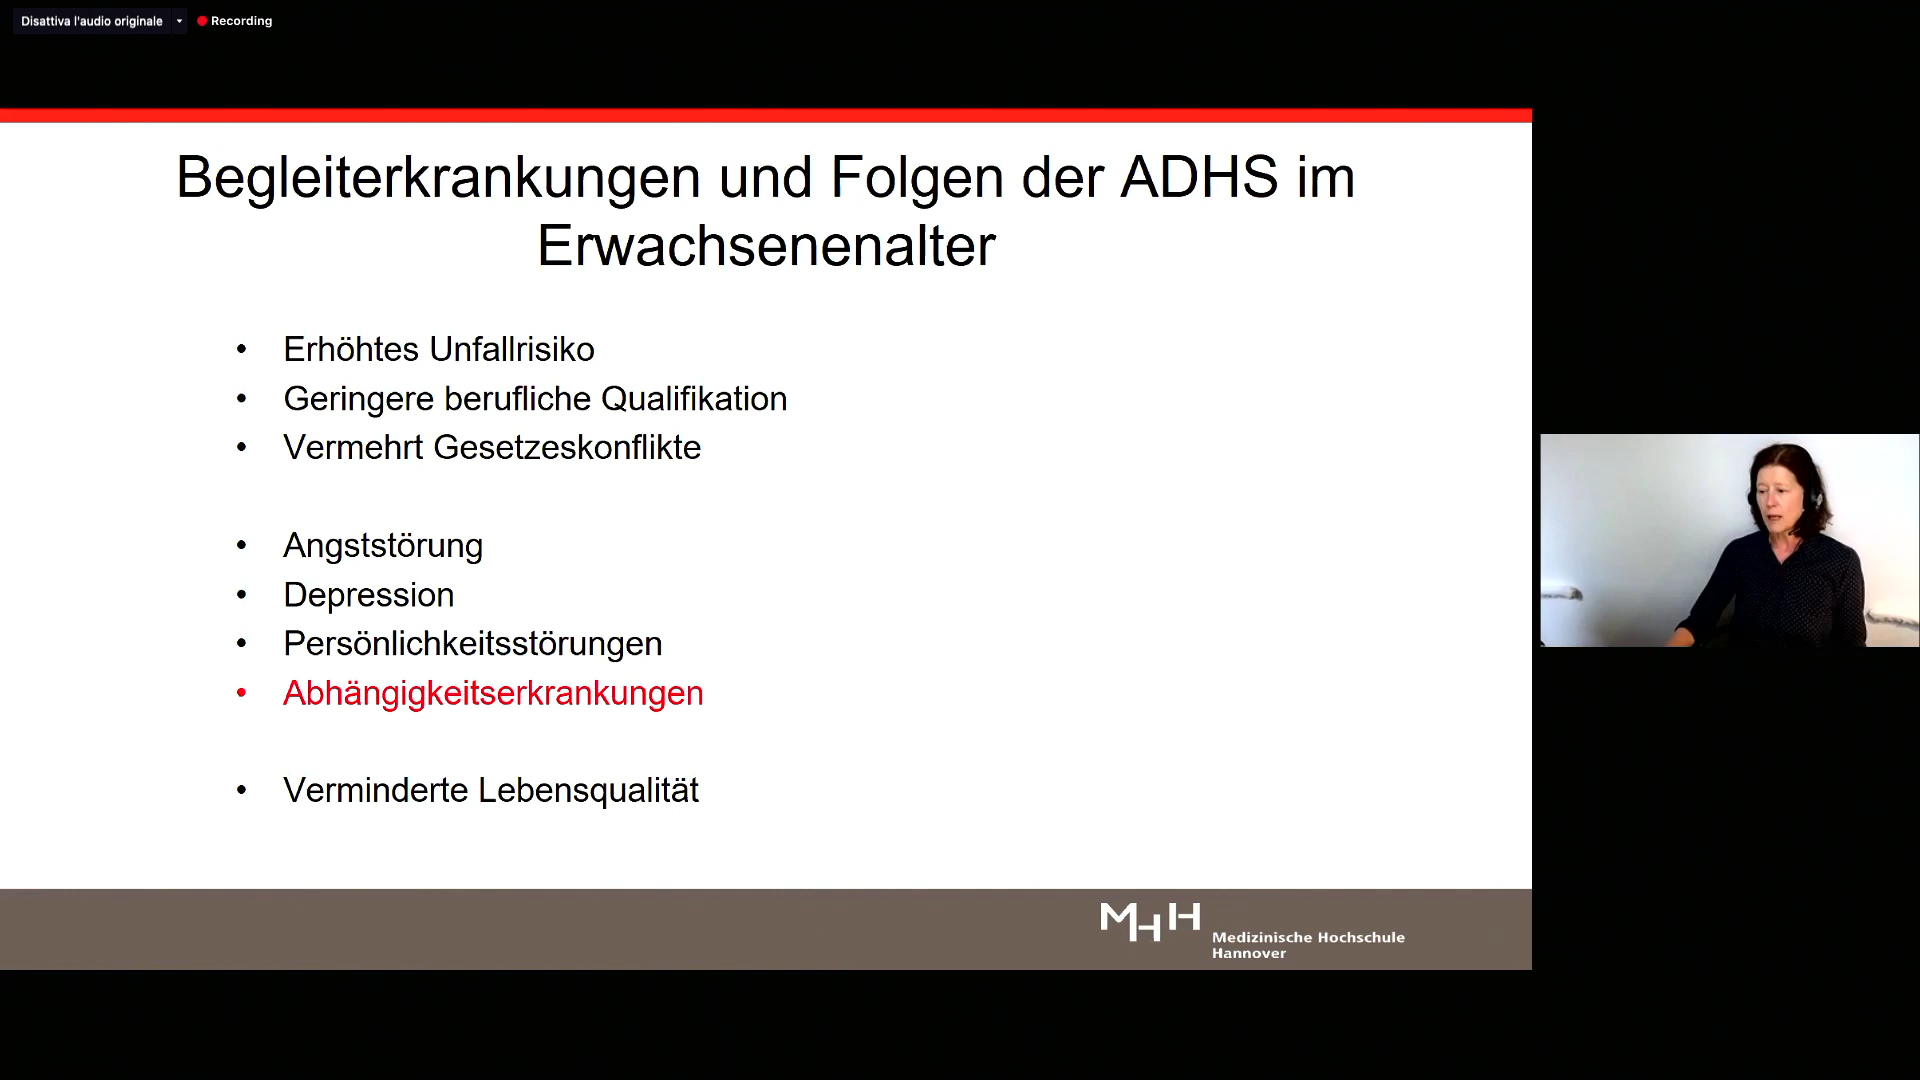 Disattiva l'audio originale
Recording
Begleiterkrankungen und Folgen der ADHS im
Erwachsenenalter
• Erhöhtes Unfallrisiko
• Geringere berufliche Qualifikation
• Vermehrt Gesetzeskonflikte
• Angststörung
• Depression
• Persönlichkeitsstörungen
• Abhängigkeitserkrankungen
• Verminderte Lebensqualität
MHH
Medizinische Hochschule
Hannover